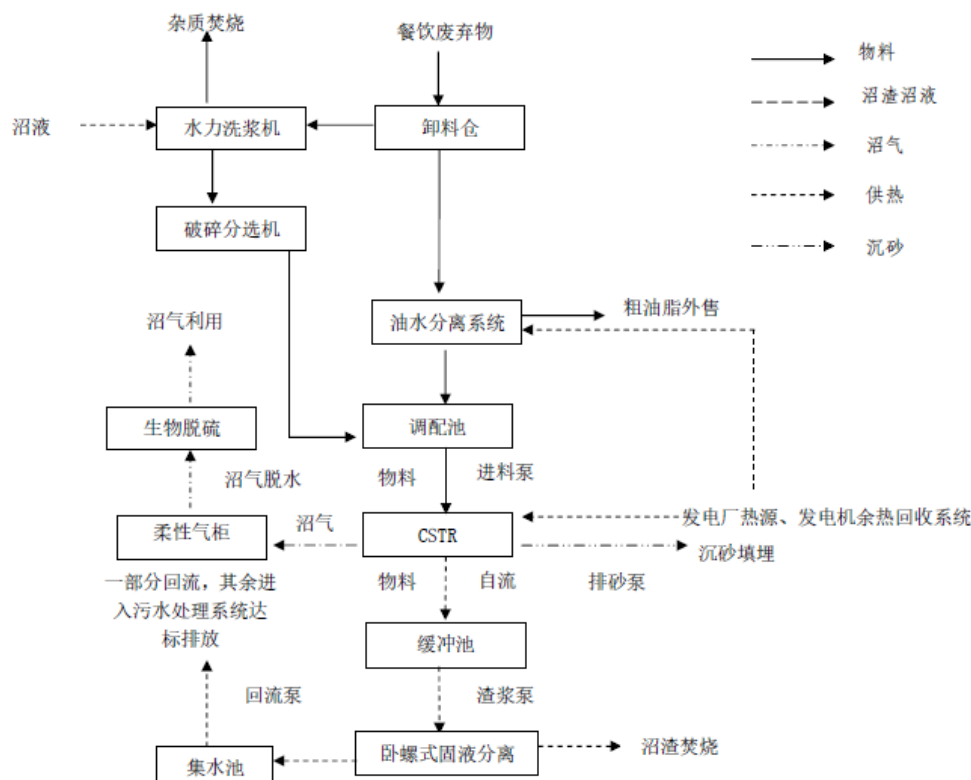 杂质焚烧
餐饮废弃物
物料
沼液
水力洗浆机
卸料仓
沼渣沼液
沼气
破碎分选机
供热
沉砂
沼气利用
油水分离系统
粗油脂外售
生物脱硫
调配池
沼气脱水
物料
进料泵
柔性气柜
沼气
CSTR
发电厂热源、发电机余热回收系统
沉砂填埋
一部分回流，其余进
入污水处理系统达
标排放
物料
自流
排砂泵
缓冲池
回流泵
渣浆泵
集水池
卧螺式固液分离
沼渣焚烧